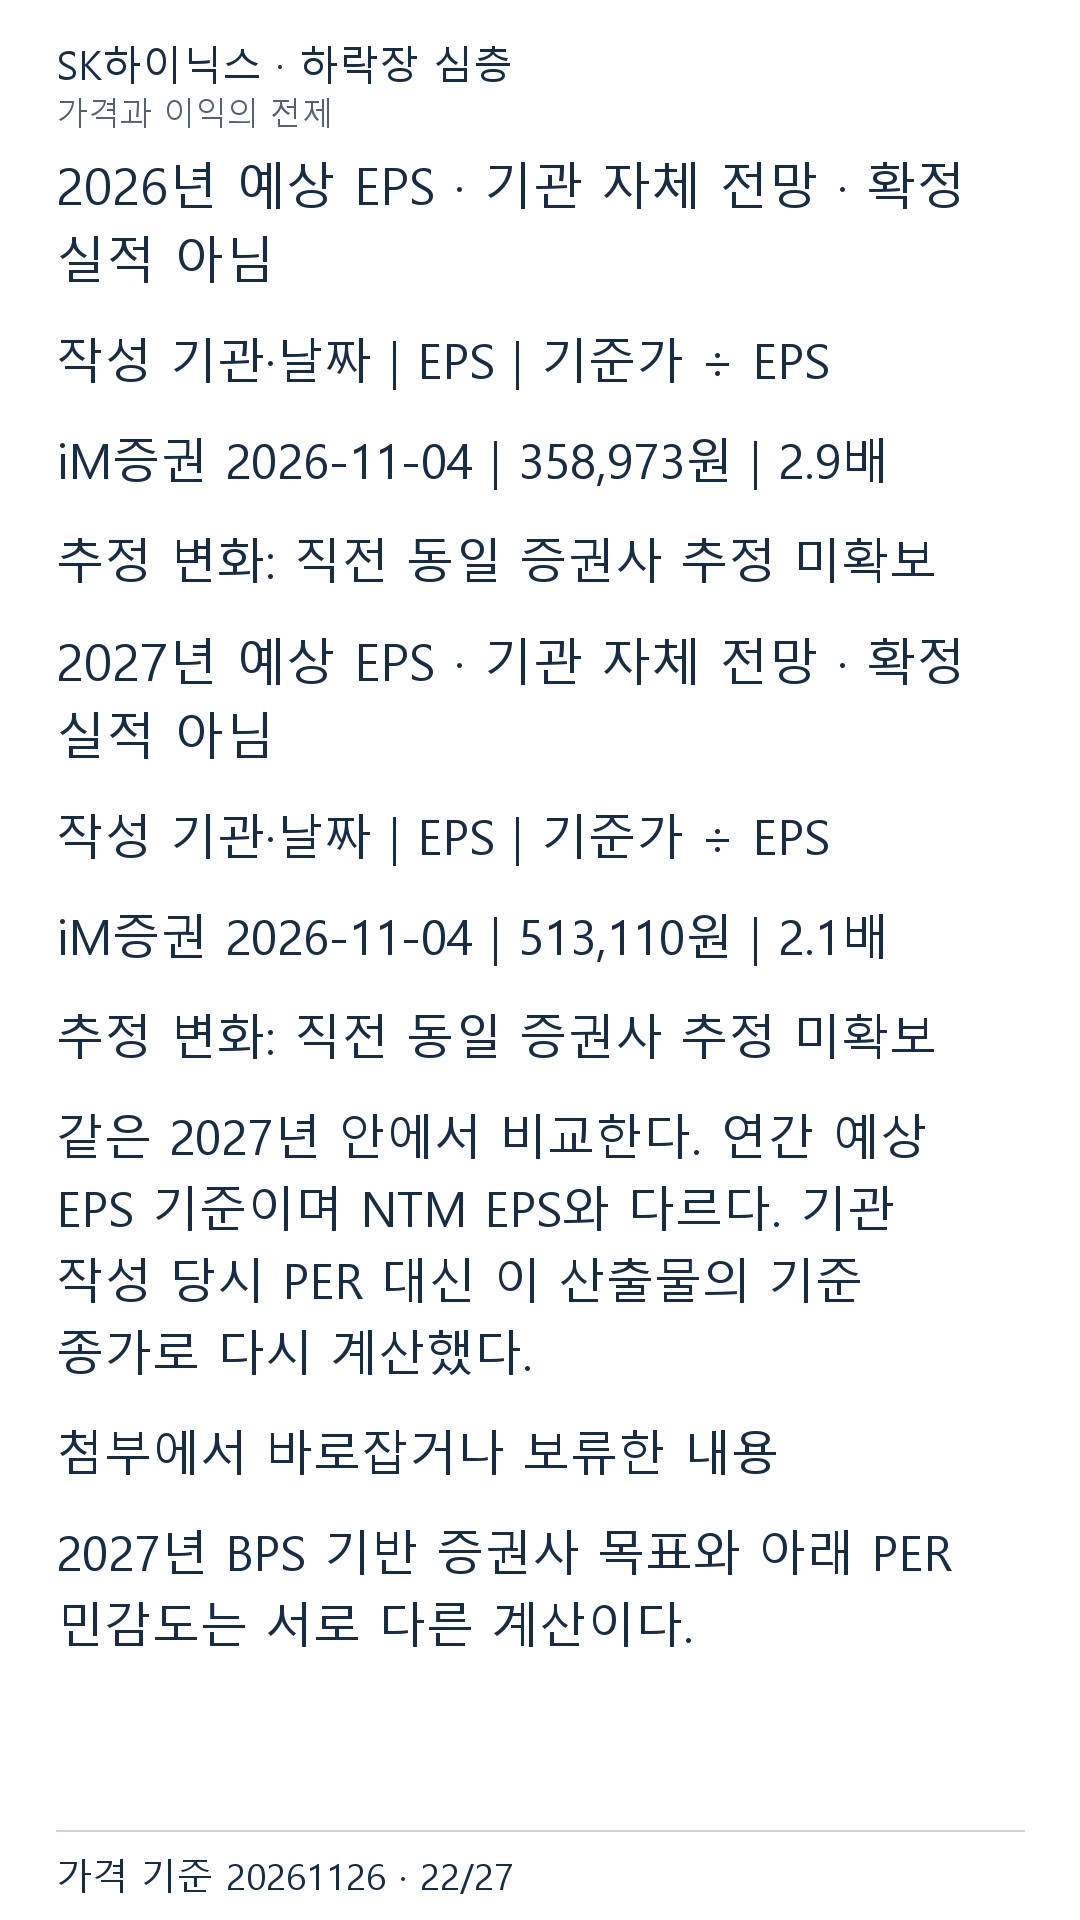 SK하이닉스 · 하락장 심층
가격과 이익의 전제
2026년 예상 EPS · 기관 자체 전망 · 확정
실적 아님
작성 기관·날짜 | EPS | 기준가 ÷ EPS
iM증권 2026-11-04 | 358,973원 | 2.9배
추정 변화: 직전 동일 증권사 추정 미확보
2027년 예상 EPS · 기관 자체 전망 · 확정
실적 아님
작성 기관·날짜 | EPS | 기준가 ÷ EPS
iM증권 2026-11-04 | 513,110원 | 2.1배
추정 변화: 직전 동일 증권사 추정 미확보
같은 2027년 안에서 비교한다. 연간 예상
EPS 기준이며 NTM EPS와 다르다. 기관
작성 당시 PER 대신 이 산출물의 기준
종가로 다시 계산했다.
첨부에서 바로잡거나 보류한 내용
2027년 BPS 기반 증권사 목표와 아래 PER
민감도는 서로 다른 계산이다.
가격 기준 20261126 · 22/27